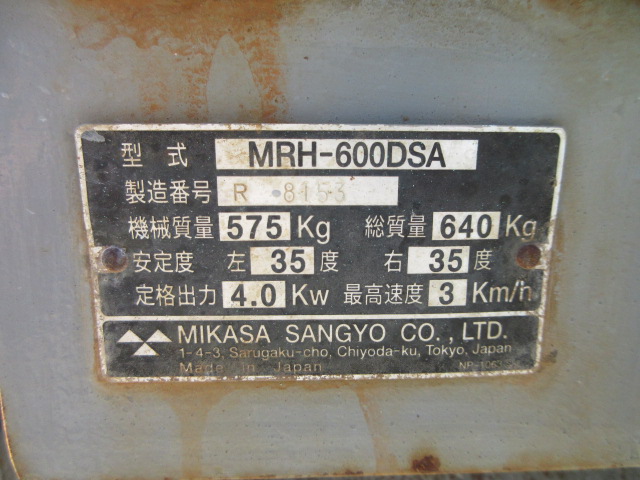 型式 MRH-600DSA
製造番号 R 8153
機械質量 575 Kg 総質量 640 Kg
安定度 左 35 度 右 35 度
定格出力 4.0 Kw 最高速度 3 Km/h
MIKASA SANGYO CO., LTD.
1-4-3, Sarugaku-cho, Chiyoda-ku, Tokyo, Japan
Made in Japan